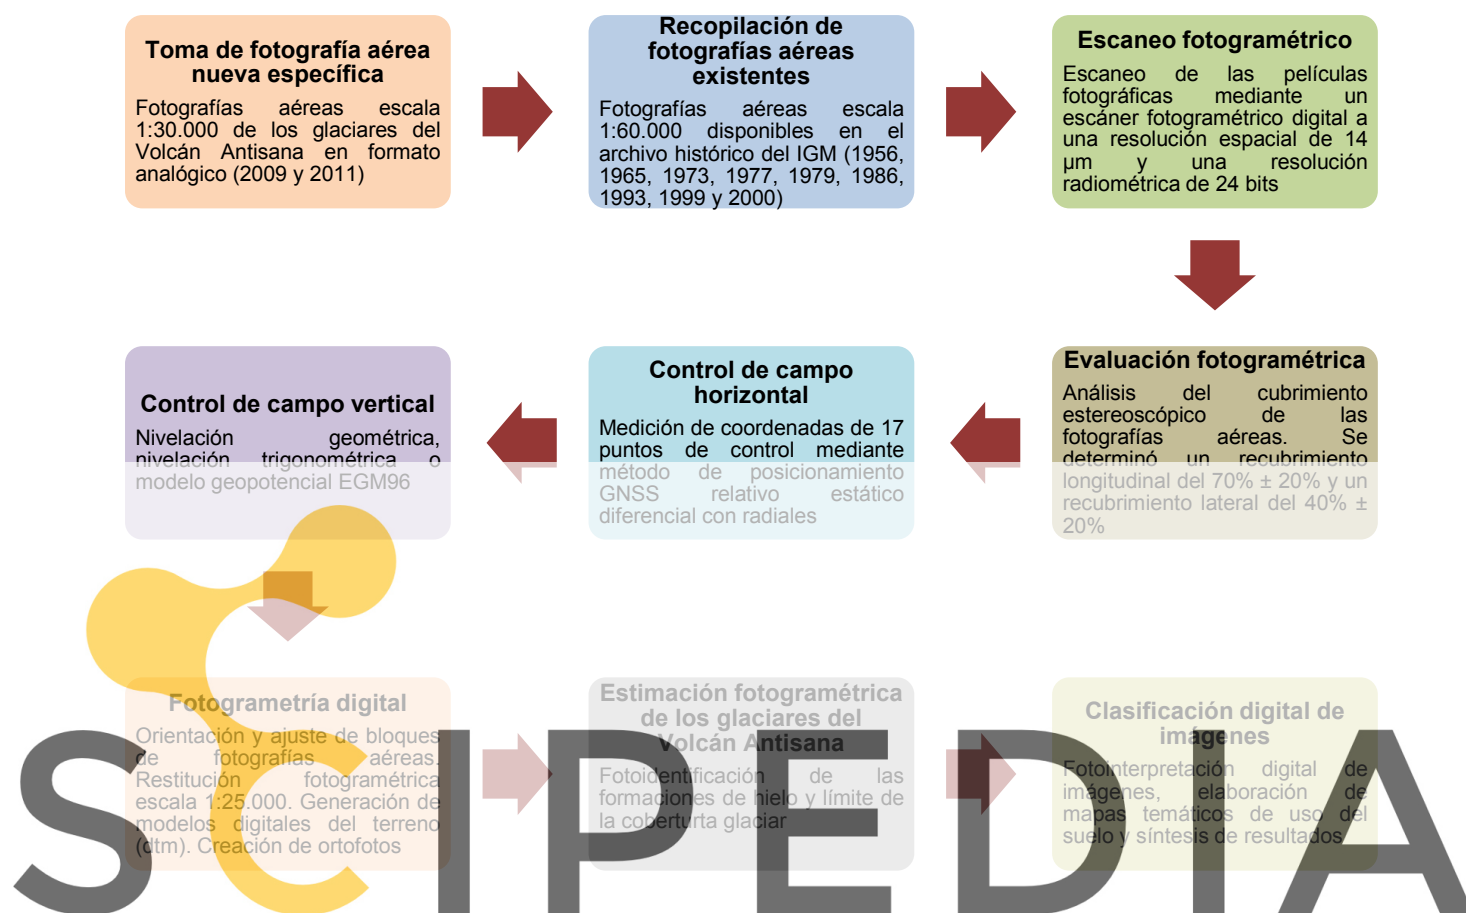 Toma de fotografía aérea
nueva específica
Fotografías aéreas escala
1:30.000 de los glaciares del
Volcán Antisana en formato
analógico (2009 y 2011)
Recopilación de
fotografías aéreas
existentes
Fotografías aéreas escala
1:60.000 disponibles en el
archivo histórico del IGM (1956,
1965, 1973, 1977, 1979, 1986,
1993, 1999 y 2000)
Escaneo fotogramétrico
Escaneo de las películas
fotográficas mediante un
escáner fotogramétrico digital a
una resolución espacial de 14
µm y una resolución
radiométrica de 24 bits
Evaluación fotogramétrica
Análisis del cubrimiento
estereoscópico de las
fotografías aéreas. Se
determinó un recubrimiento
longitudinal del 70% ± 20% y un
recubrimiento lateral del 40% ±
20%
Control de campo
horizontal
Medición de coordenadas de 17
puntos de control mediante
método de posicionamiento
GNSS relativo estático
diferencial con radiales
Control de campo vertical
Nivelación geométrica,
nivelación trigonométrica o
modelo geopotencial EGM96
Fotogrametría digital
Orientación y ajuste de bloques
de fotografías aéreas.
Restitución fotogramétrica
escala 1:25.000. Generación de
modelos digitales del terreno
(dtm). Creación de ortofotos
Estimación fotogramétrica
de los glaciares del
Volcán Antisana
Fotoidentificación de las
formaciones de hielo y límite de
la coberturta glaciar
Clasificación digital de
imágenes
Fotointerpretación digital de
imágenes, elaboración de
mapas temáticos de uso del
suelo y síntesis de resultados
SCIPEDIA